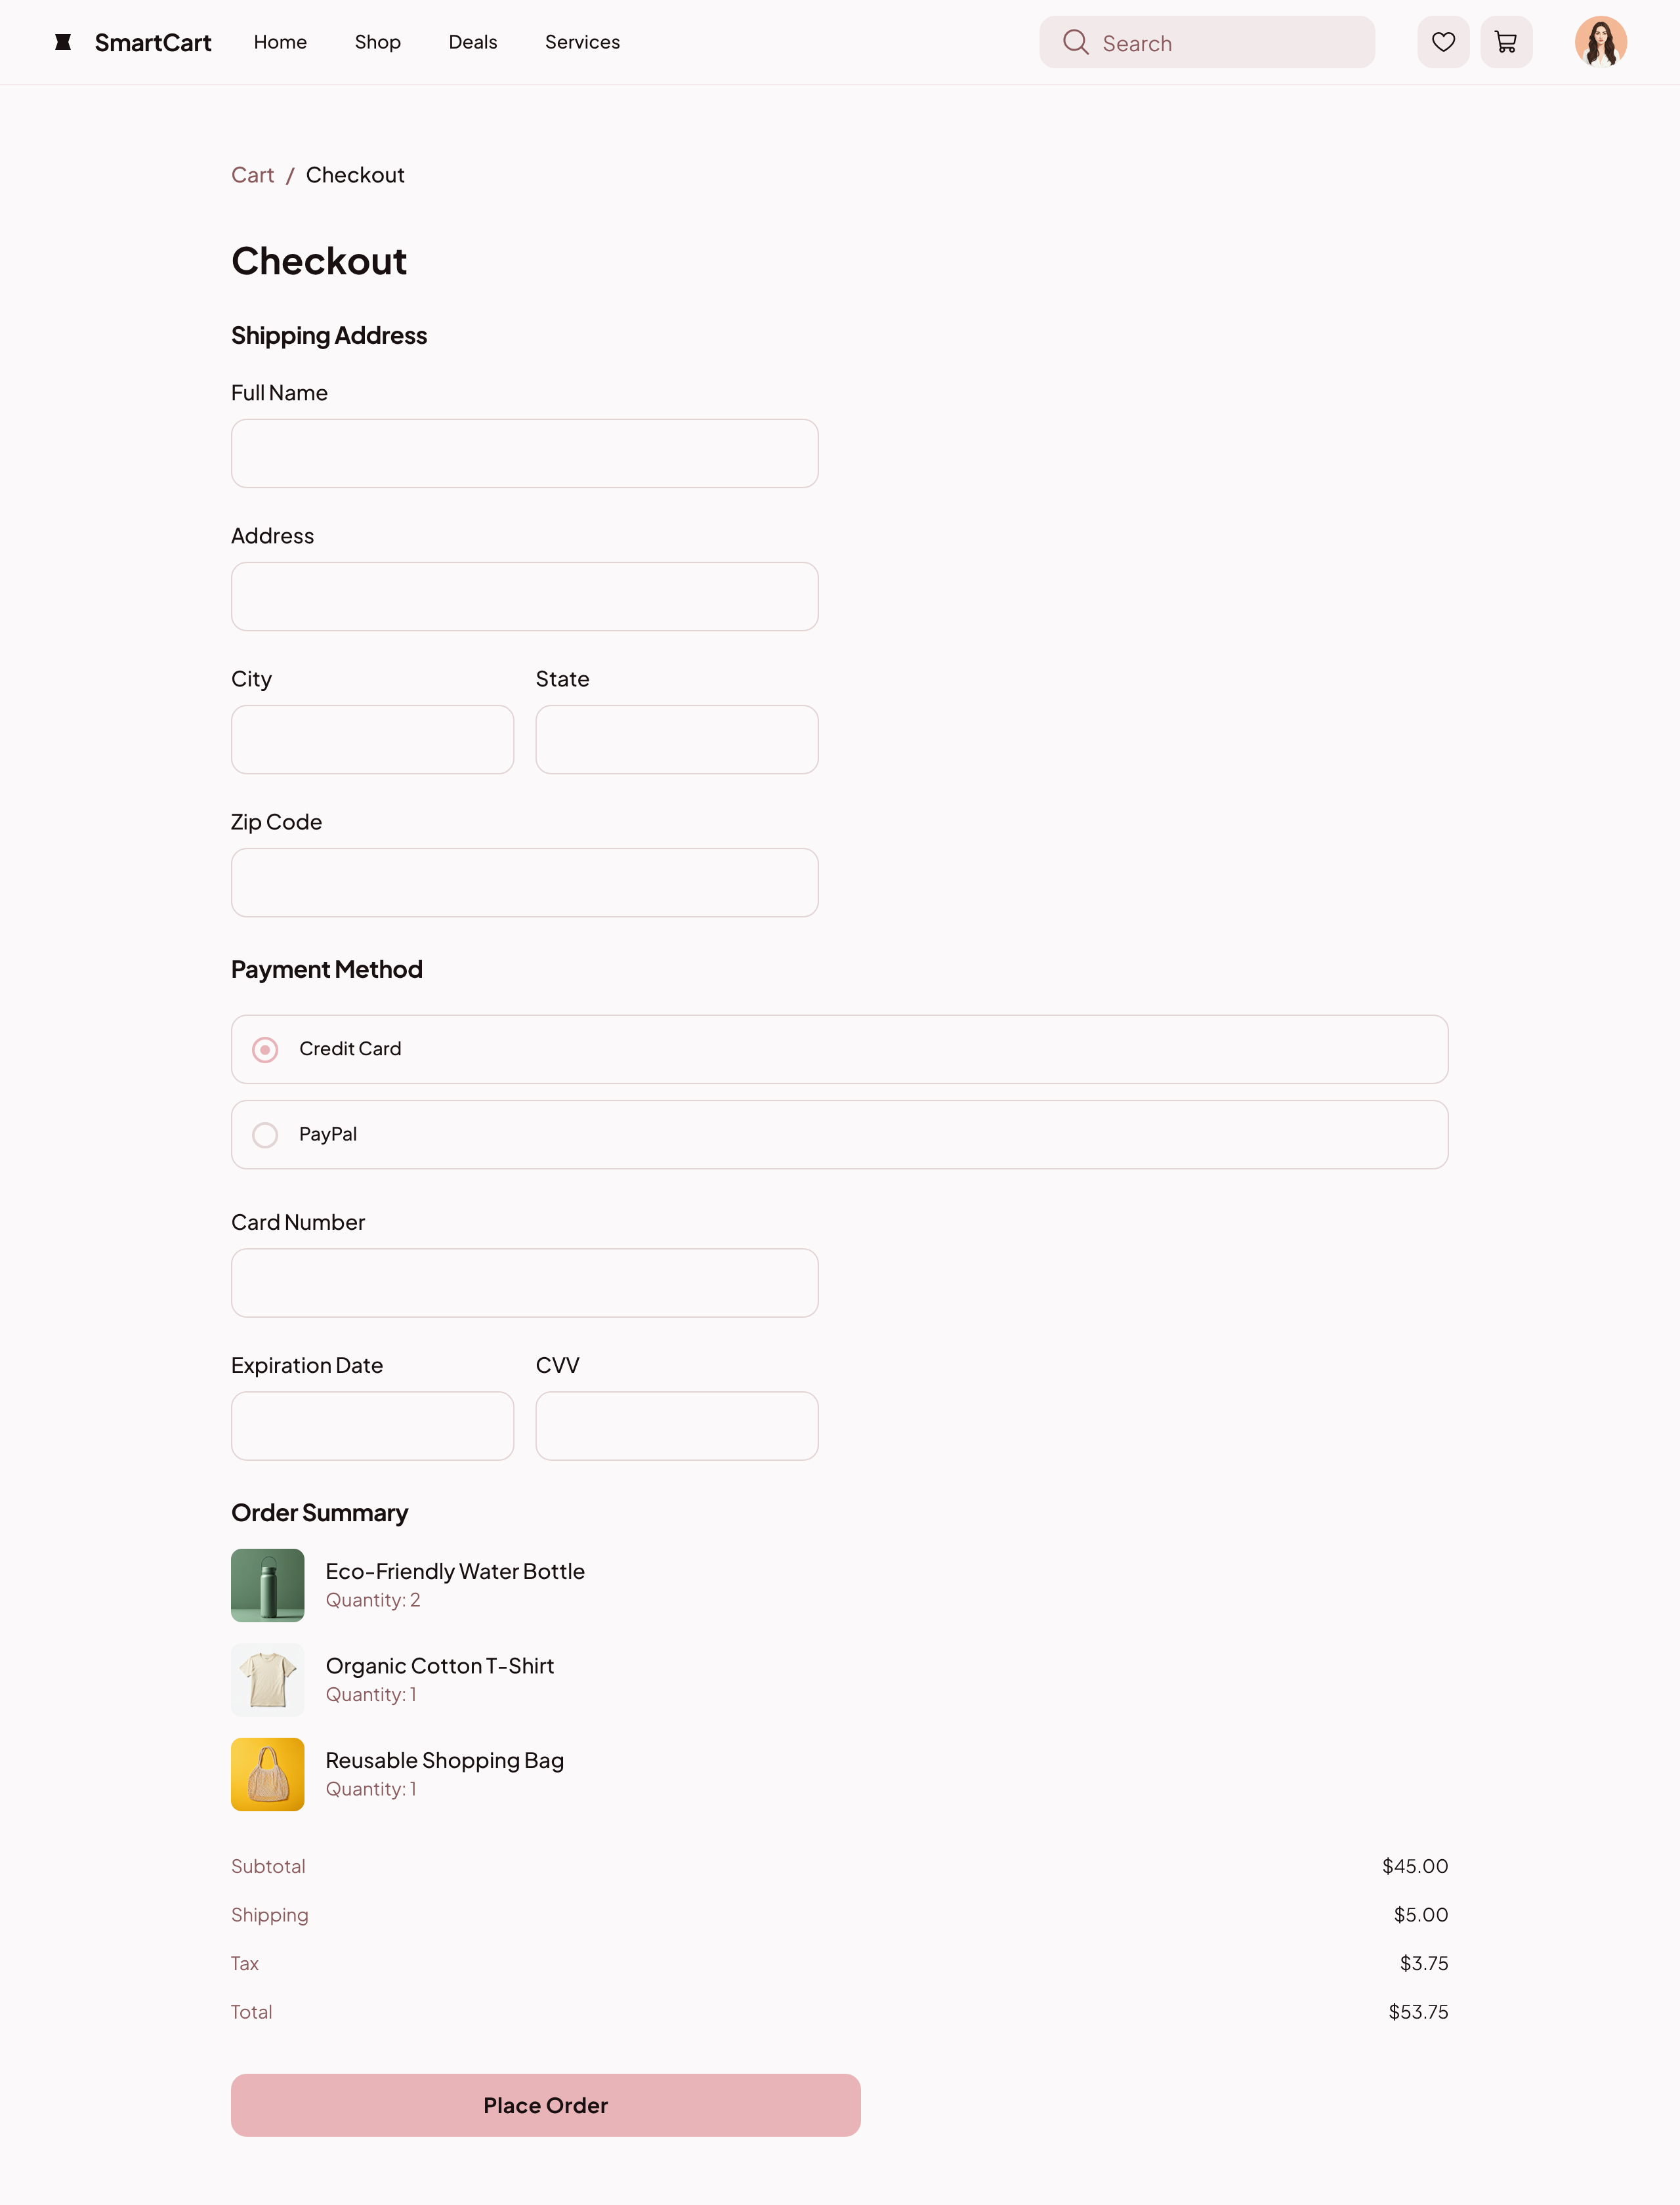 SmartCart
Home
Shop
Deals
Services
Search
Cart / Checkout
Checkout
Shipping Address
Full Name
Address
City
State
Zip Code
Payment Method
Credit Card
PayPal
Card Number
Expiration Date
CVV
Order Summary
Eco-Friendly Water Bottle
Quantity: 2
Organic Cotton T-Shirt
Quantity: 1
Reusable Shopping Bag
Quantity: 1
Subtotal $45.00
Shipping $5.00
Tax $3.75
Total $53.75
Place Order